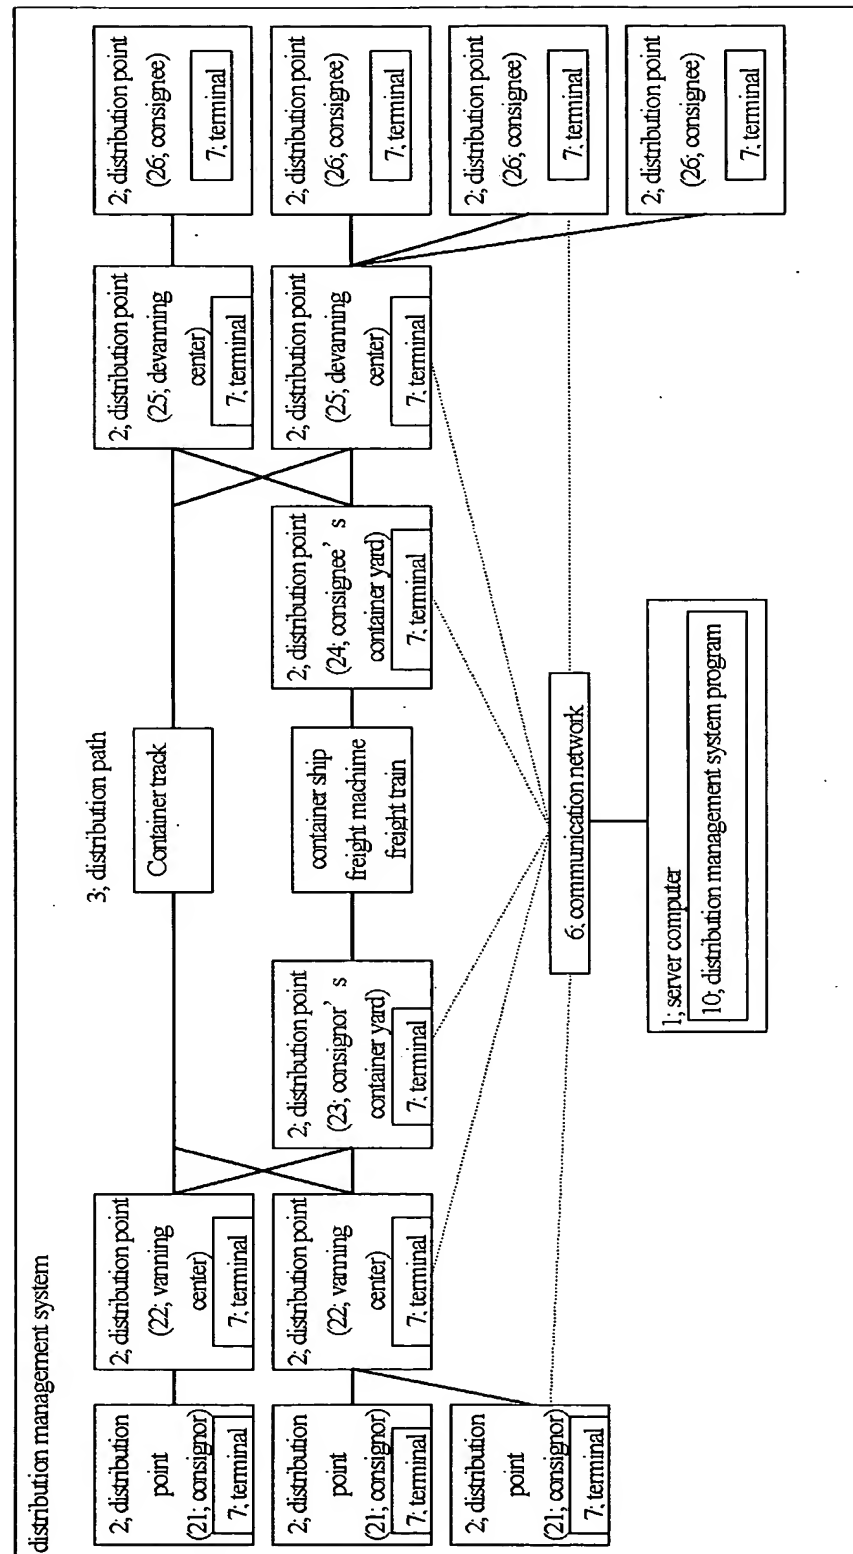 distribution management system
3; distribution path
2; distribution
point
(21; consignor)
7; terminal
2; distribution
point
(21; consignor)
7; terminal
2; distribution
point
(21; consignor)
7; terminal
2; distribution point
(22; vanning
center)
7; terminal
2; distribution point
(22; vanning
center)
7; terminal
2; distribution point
(23; consignor’ s
container yard)
7; terminal
Container track
container ship
freight machime
freight train
2; distribution point
(24; consignee’ s
container yard)
7; terminal
2; distribution point
(25; devanning
center)
7; terminal
2; distribution point
(25; devanning
center)
7; terminal
2; distribution point
(26; consignee)
7; terminal
2; distribution point
(26; consignee)
7; terminal
2; distribution point
(26; consignee)
7; terminal
2; distribution point
(26; consignee)
7; terminal
6; communication network
1; server computer
10; distribution management system program